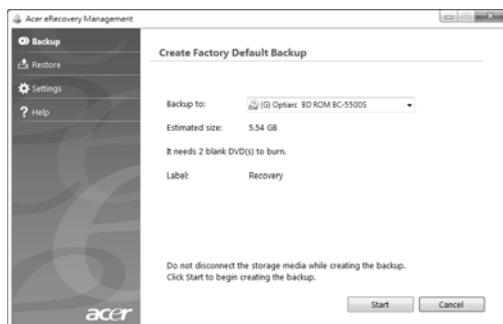 Acer eRecovery Management
Backup
Restore
Settings
Help
Create Factory Default Backup
Backup to: (G) Optiarc BD ROM BC-5500S
Estimated size: 5.54 GB
It needs 2 blank DVD(s) to burn.
Label: Recovery
Do not disconnect the storage media while creating the backup.
Click Start to begin creating the backup.
Start Cancel
acer